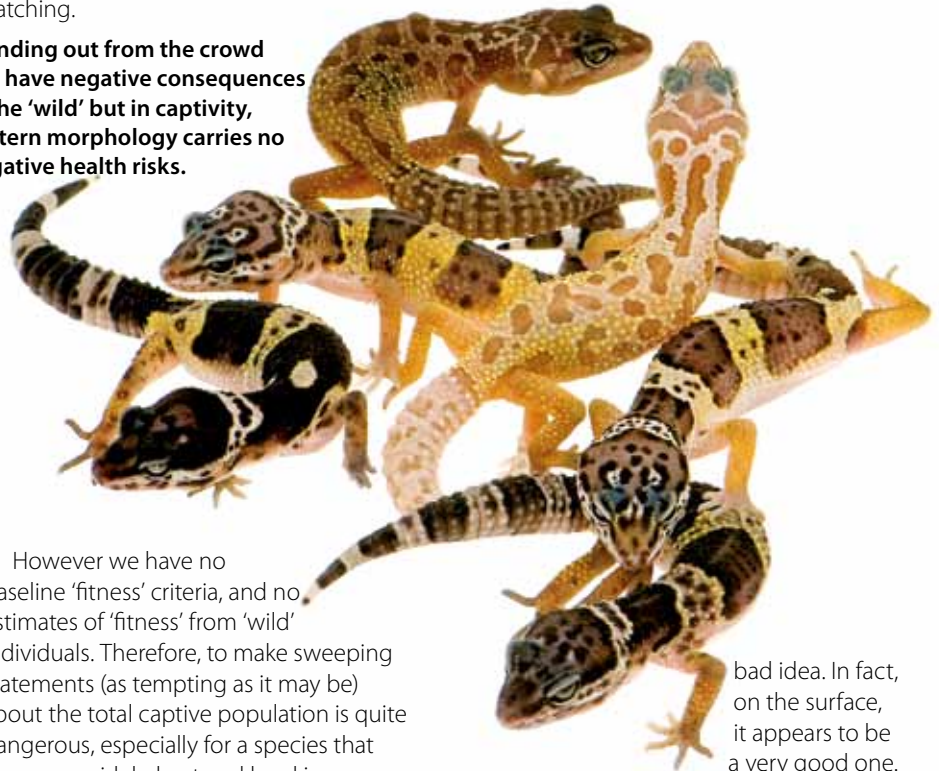 atching.
nding out from the crowd
have negative consequences
he ‘wild’ but in captivity,
tern morphology carries no
gative health risks.
However we have no
aseline ‘fitness’ criteria, and no
stimates of ‘fitness’ from ‘wild’
dividuals. Therefore, to make sweeping
atements (as tempting as it may be)
bout the total captive population is quite
angerous, especially for a species that
bad idea. In fact,
on the surface,
it appears to be
a very good one.